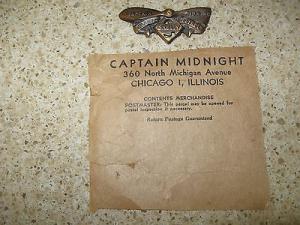 CAPTAIN MIDNIGHT
360 North Michigan Avenue
CHICAGO 1, ILLINOIS
CONTENTS: MERCHANDISE
POSTMASTER: This parcel may be opened for
postal inspection if necessary.
Return Postage Guaranteed